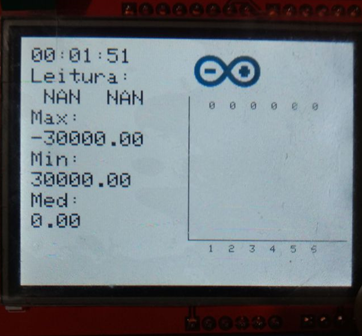 00:01:51
Leitura:
NAN NAN
Max:
-30000.00
Min:
30000.00
Med:
0.00
0 0 0 0 0 0
1 2 3 4 5 6